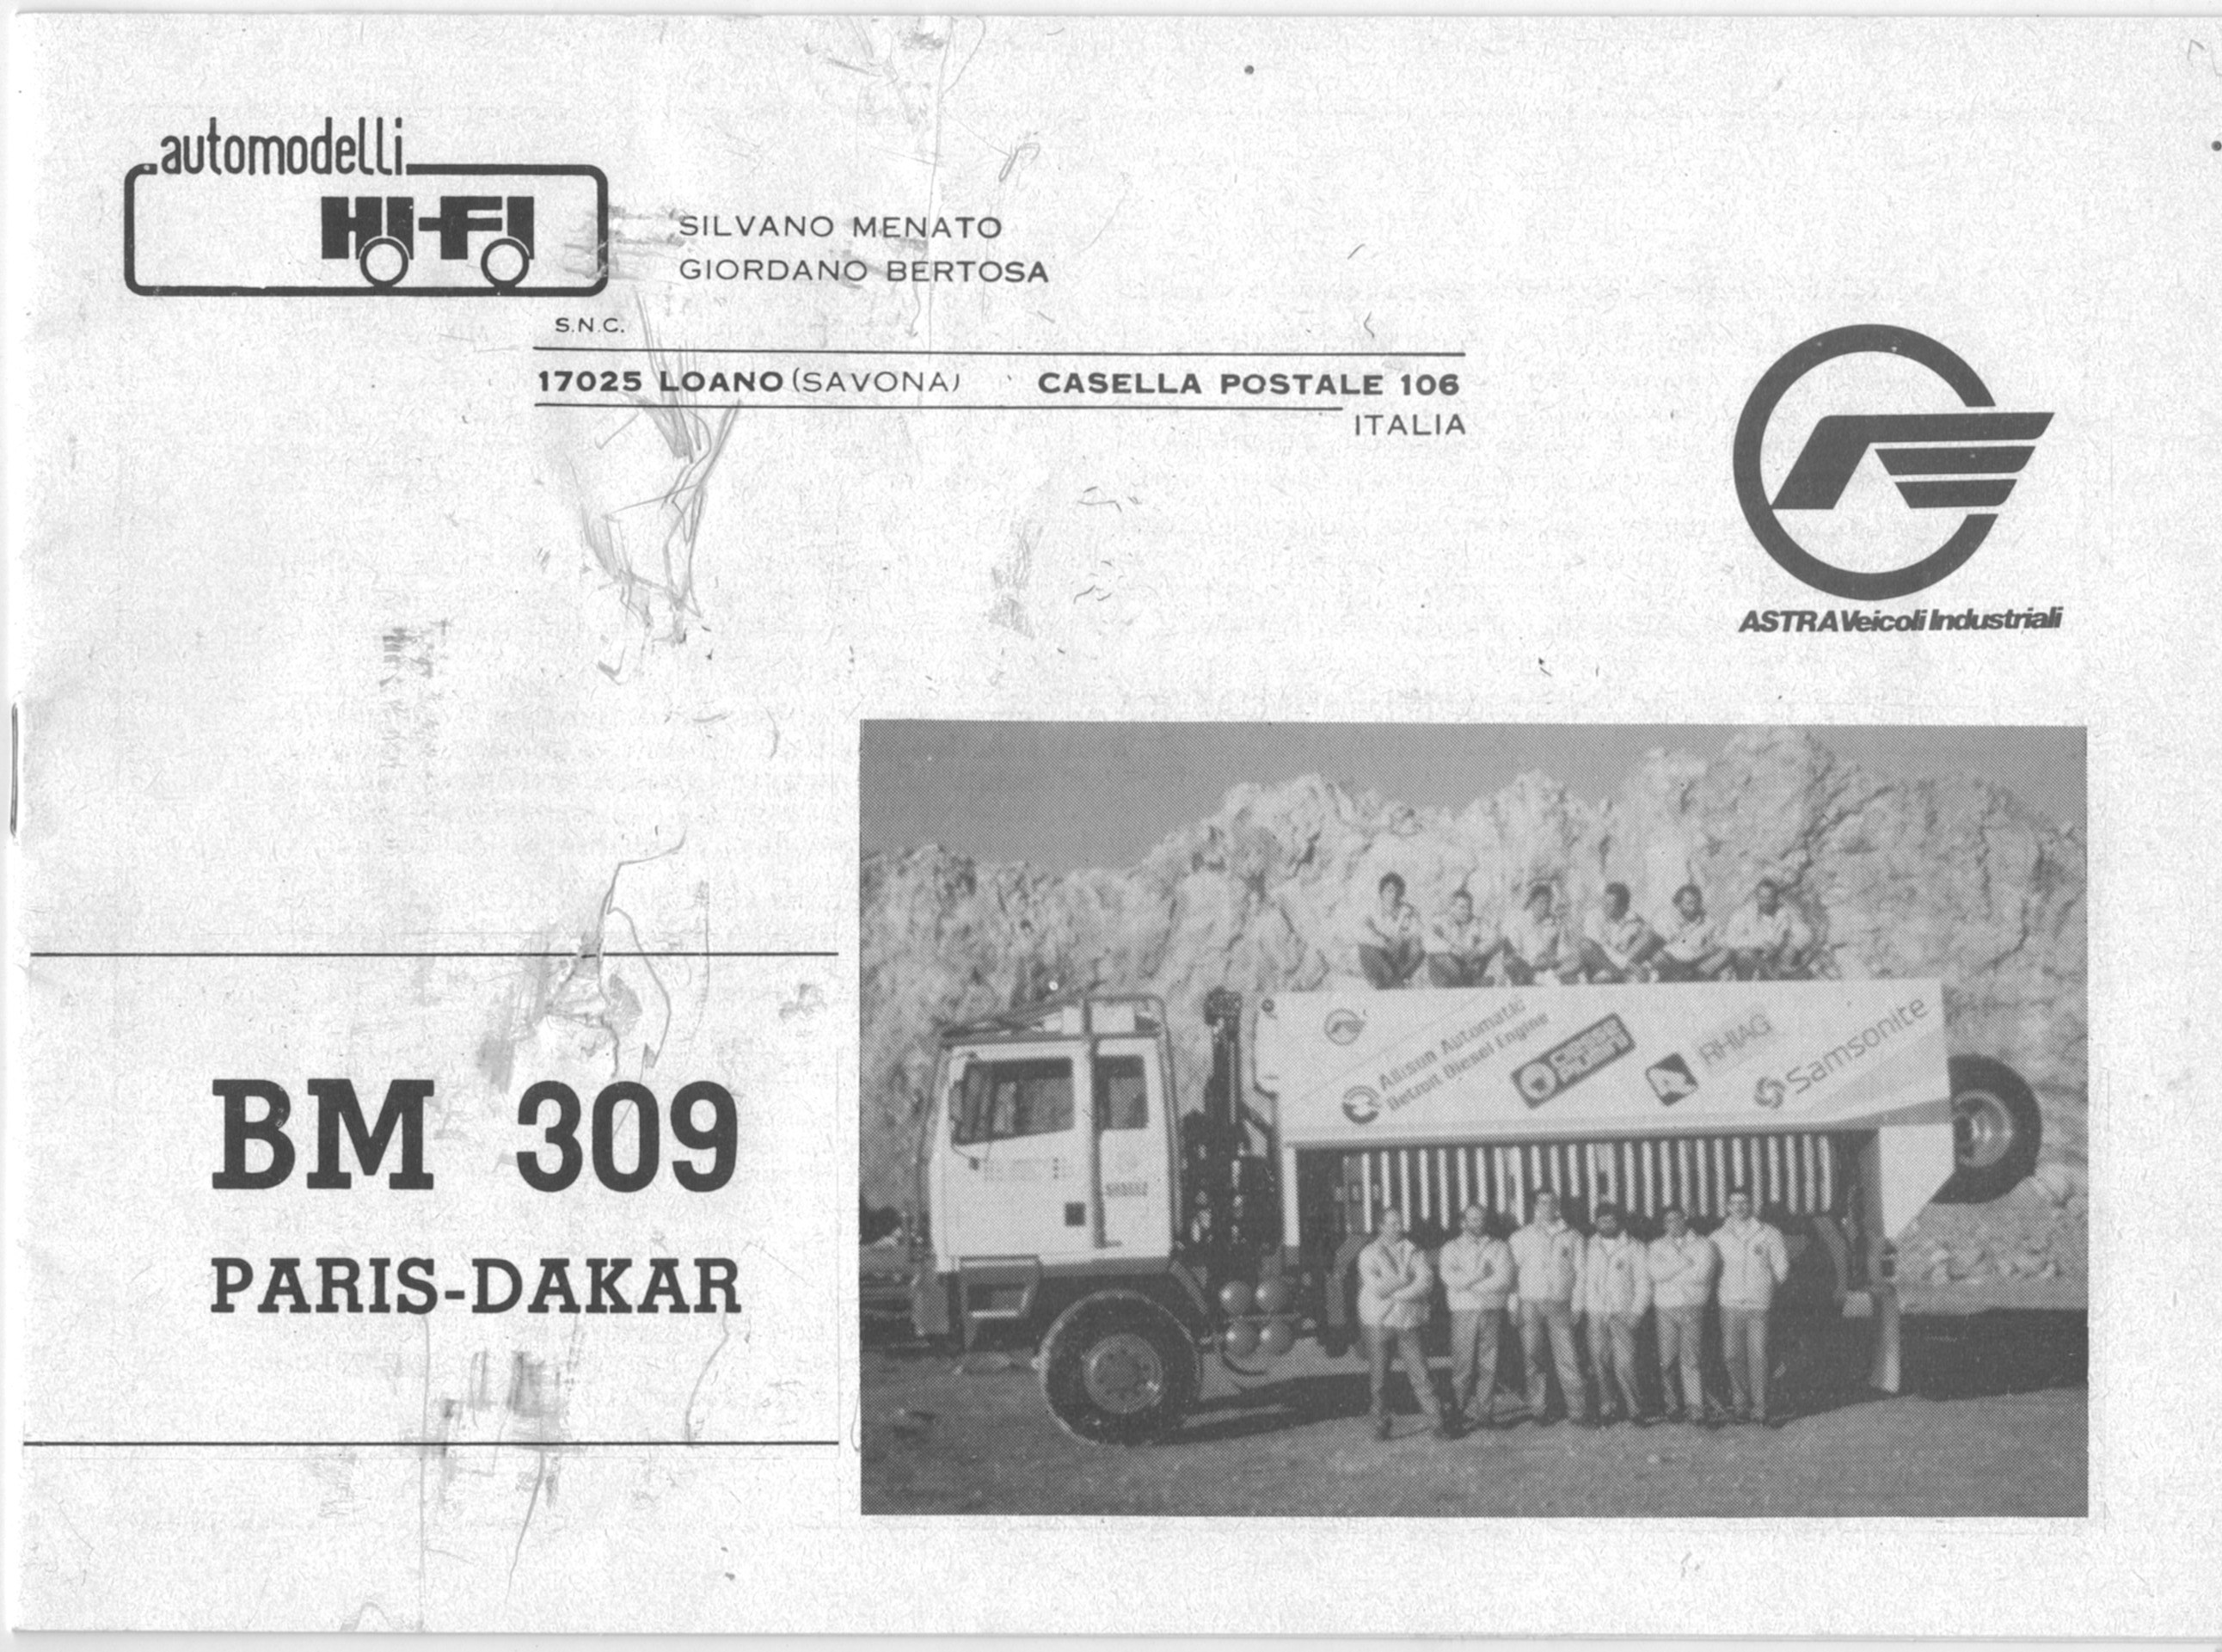 automodelli
HI-FI
SILVANO MENATO
GIORDANO BERTOSA
S.N.C.
17025 LOANO (SAVONA) CASELLA POSTALE 106
ITALIA
ASTRA Veicoli Industriali
BM 309
PARIS-DAKAR
Allison Automatic
Detroit Diesel Engine
RHIAG
Samsonite